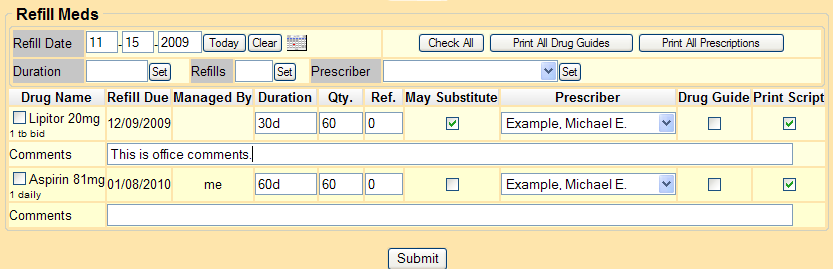 Refill Meds
Refill Date 11 - 15 - 2009 Today Clear Check All Print All Drug Guides Print All Prescriptions
Duration Set Refills Set Prescriber Set
Drug Name Refill Due Managed By Duration Qty. Ref. May Substitute Prescriber Drug Guide Print Script
Lipitor 20mg 12/09/2009 30d 60 0 Example, Michael E.
1 tb bid
Comments This is office comments.
Aspirin 81mg 01/08/2010 me 60d 60 0 Example, Michael E.
1 daily
Comments
Submit